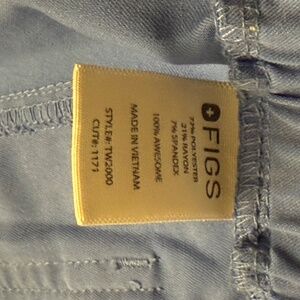 FIGS
72% POLYESTER
21% RAYON
7% SPANDEX
100% AWESOME
MADE IN VIETNAM
STYLE#: TW2000
CUT#: 1171